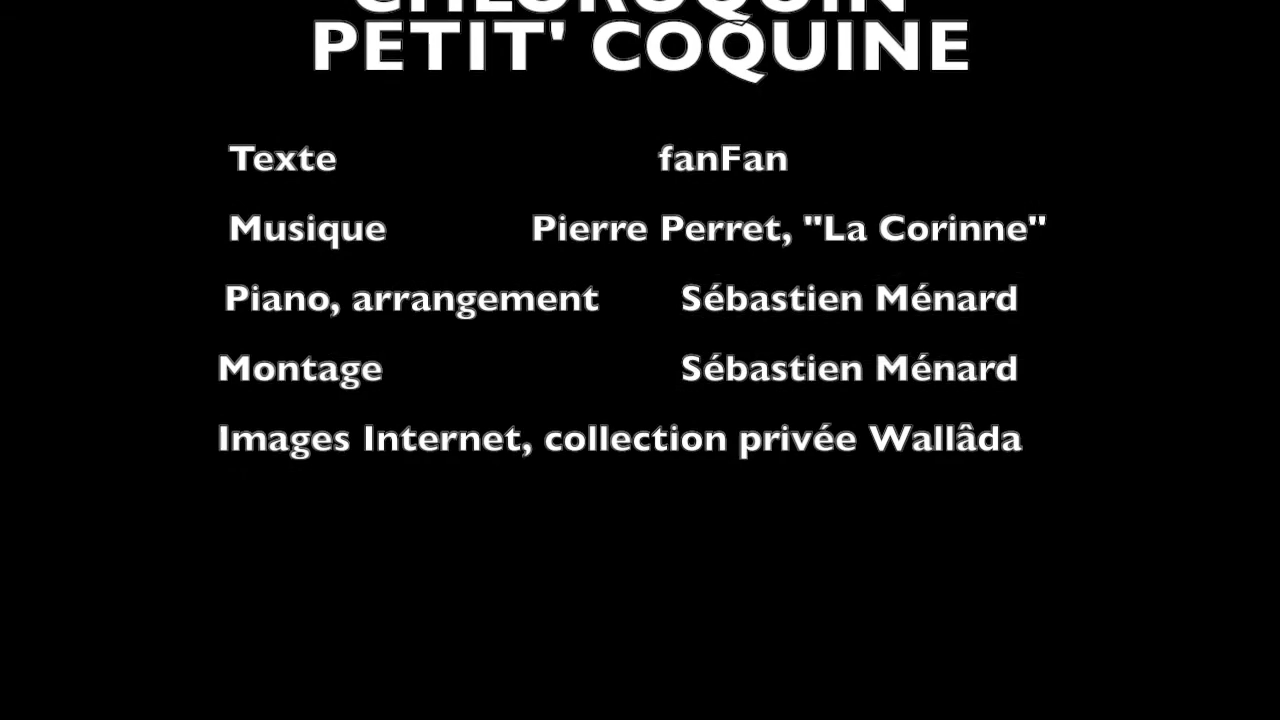 CHLOROQUIN'
PETIT' COQUINE
Texte fanFan
Musique Pierre Perret, "La Corinne"
Piano, arrangement Sébastien Ménard
Montage Sébastien Ménard
Images Internet, collection privée Wallâda